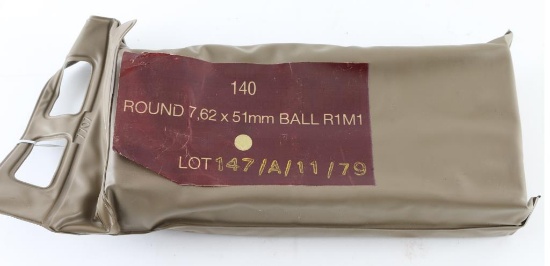 140
ROUND 7,62 x 51mm BALL R1M1
LOT 147/A/11/79